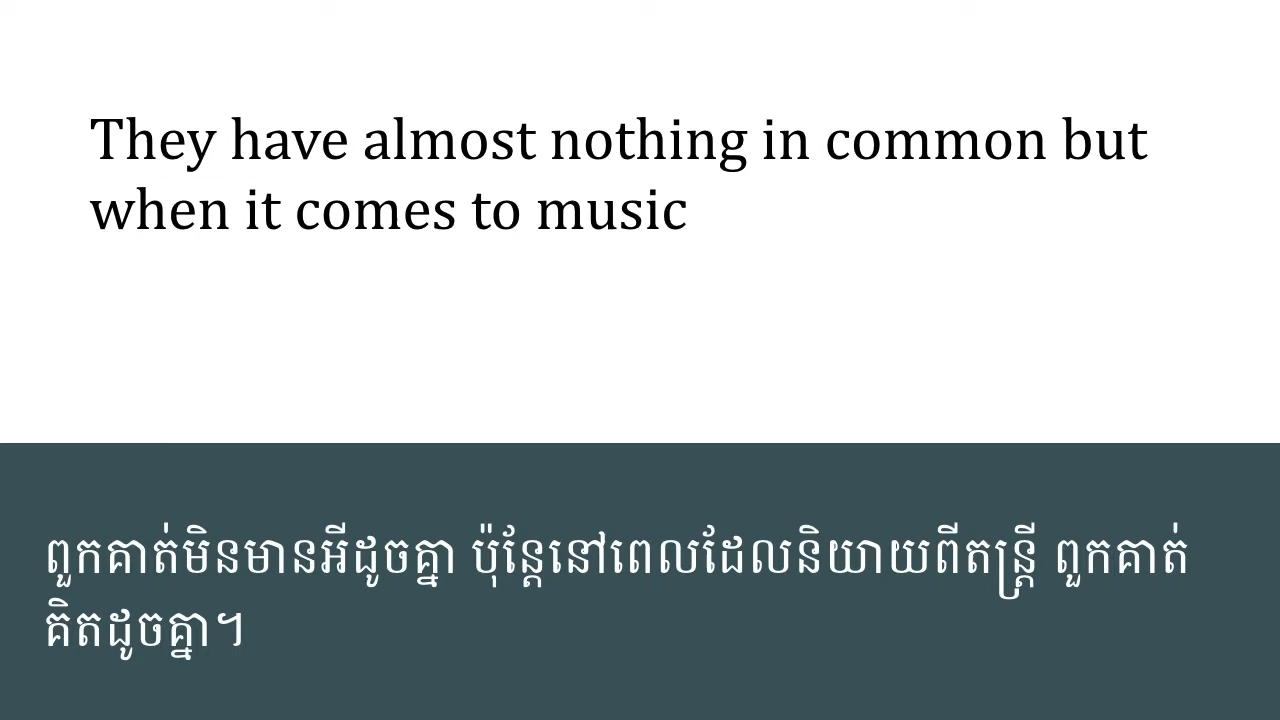 They have almost nothing in common but
when it comes to music
ពួកគាត់មិនមានអីដូចគ្នា ប៉ុន្តែនៅពេលដែលនិយាយពីតន្ត្រី ពួកគាត់
គិតដូចគ្នា។